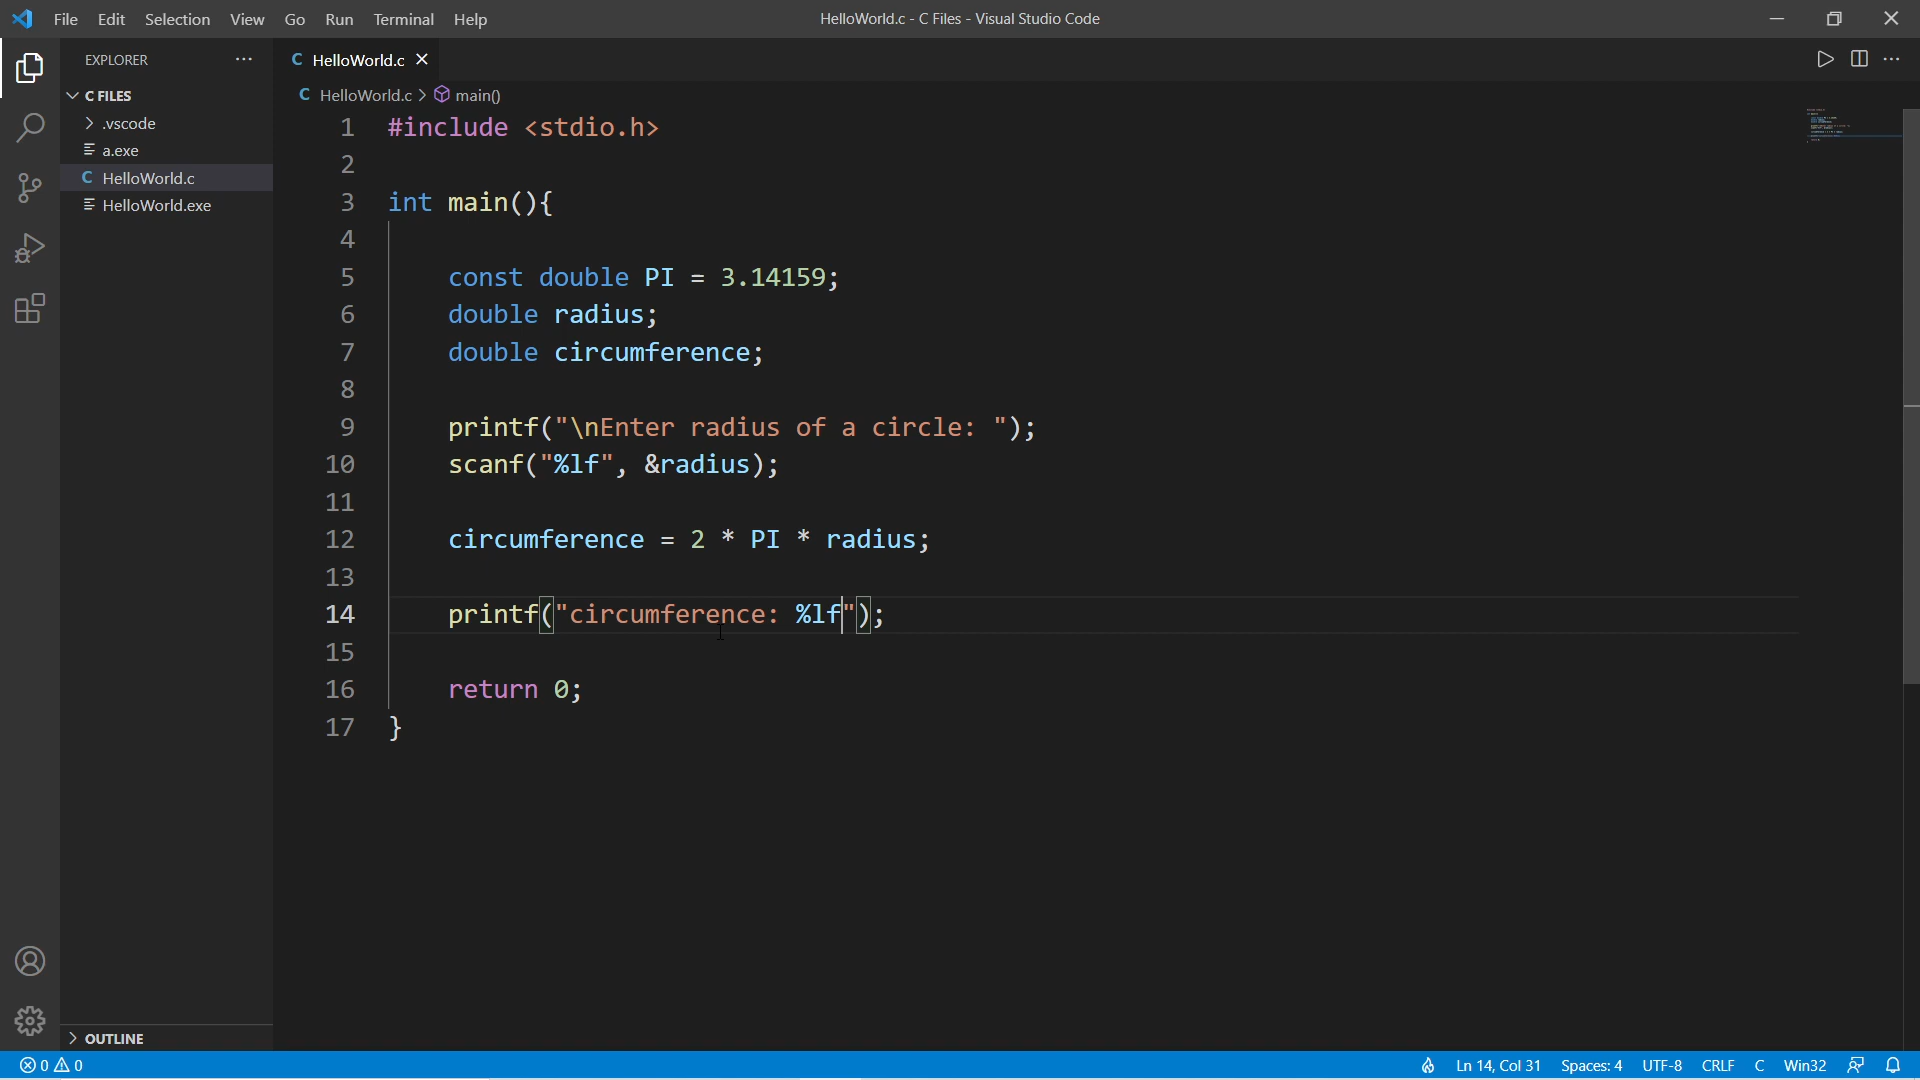 File Edit Selection View Go Run Terminal Help
HelloWorld.c - C Files - Visual Studio Code
EXPLORER
C FILES
.vscode
a.exe
C HelloWorld.c
HelloWorld.exe
OUTLINE
C HelloWorld.c
C HelloWorld.c > main()
1 #include <stdio.h>
2
3 int main(){
4
5 const double PI = 3.14159;
6 double radius;
7 double circumference;
8
9 printf("\nEnter radius of a circle: ");
10 scanf("%lf", &radius);
11
12 circumference = 2 * PI * radius;
13
14 printf("circumference: %lf");
15
16 return 0;
17 }
0 0 Ln 14, Col 31 Spaces: 4 UTF-8 CRLF C Win32